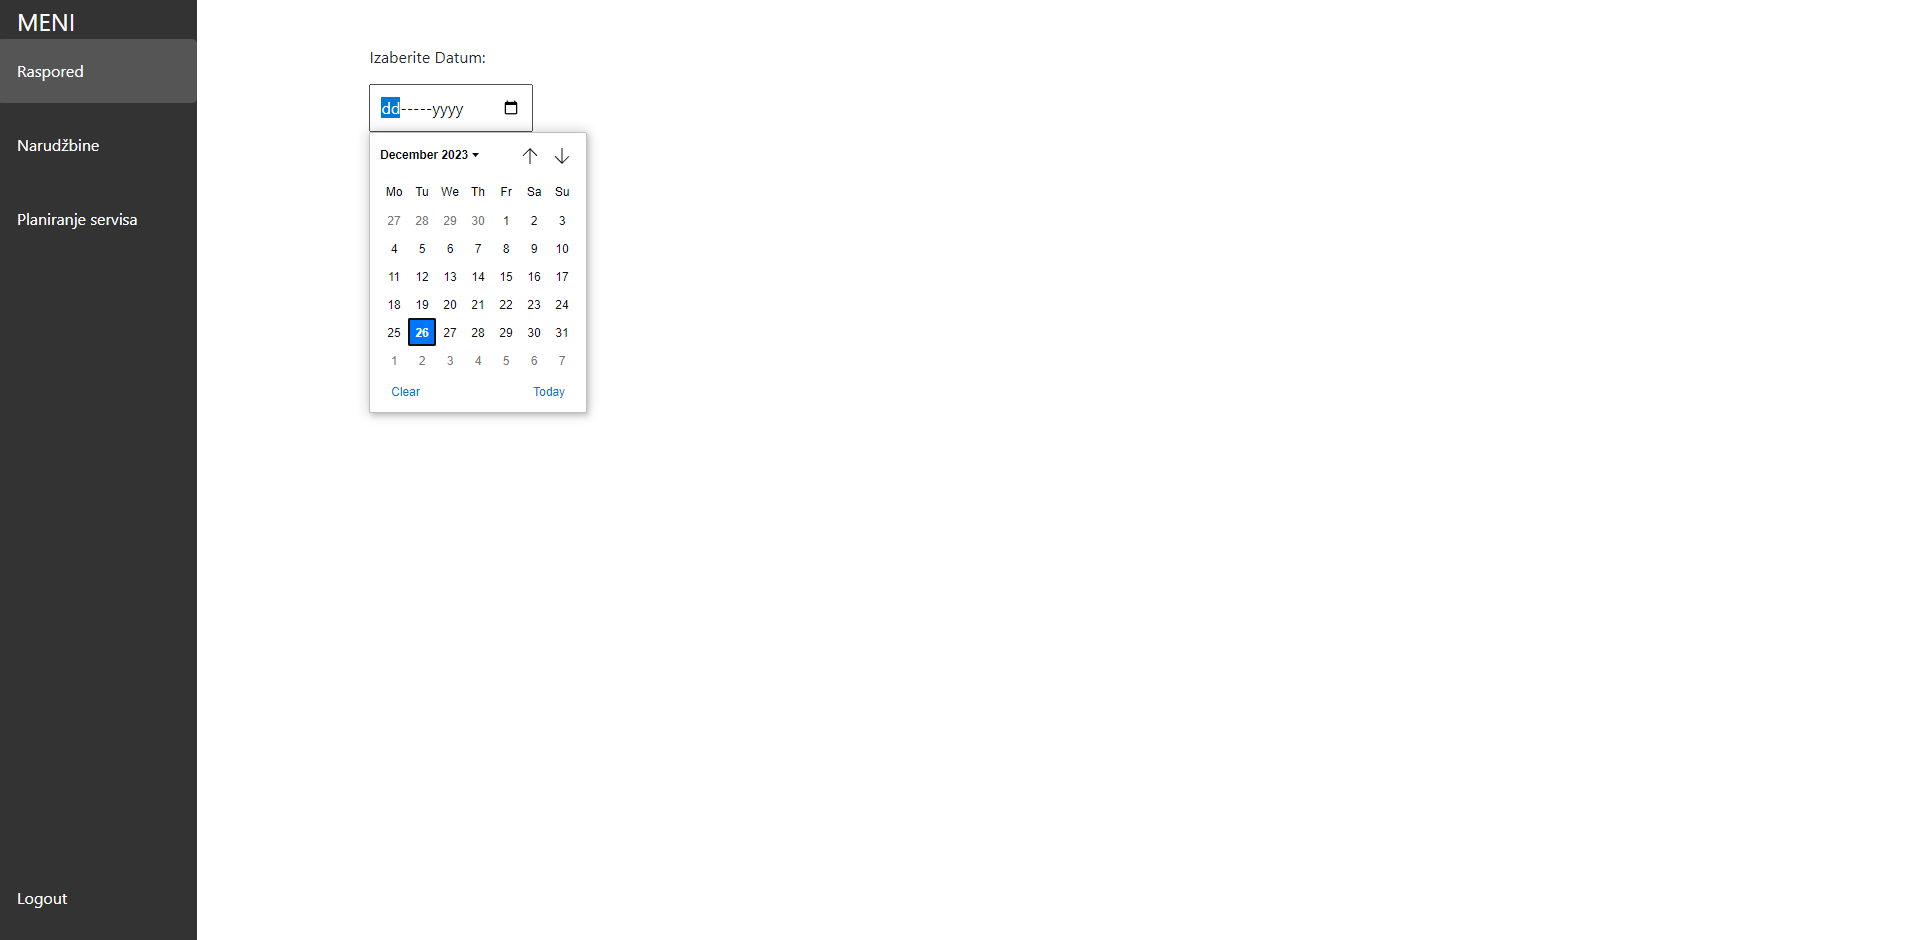 MENI
Raspored
Narudžbine
Planiranje servisa
Logout
Izaberite Datum:
dd-----yyyy
December 2023
Mo Tu We Th Fr Sa Su
27 28 29 30 1 2 3
4 5 6 7 8 9 10
11 12 13 14 15 16 17
18 19 20 21 22 23 24
25 26 27 28 29 30 31
1 2 3 4 5 6 7
Clear Today